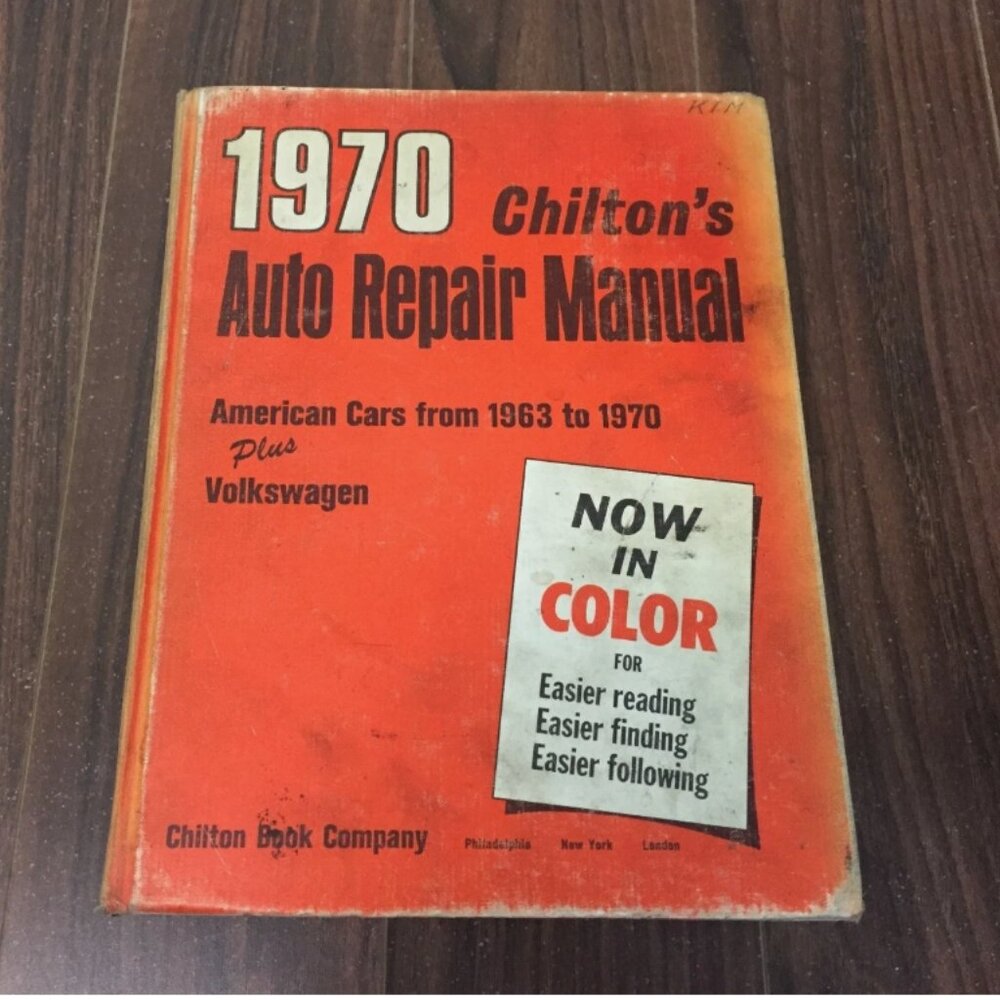 KIM
1970 Chilton's
Auto Repair Manual
American Cars from 1963 to 1970
Plus
Volkswagen
NOW
IN
COLOR
FOR
Easier reading
Easier finding
Easier following
Chilton Book Company Philadelphia New York London